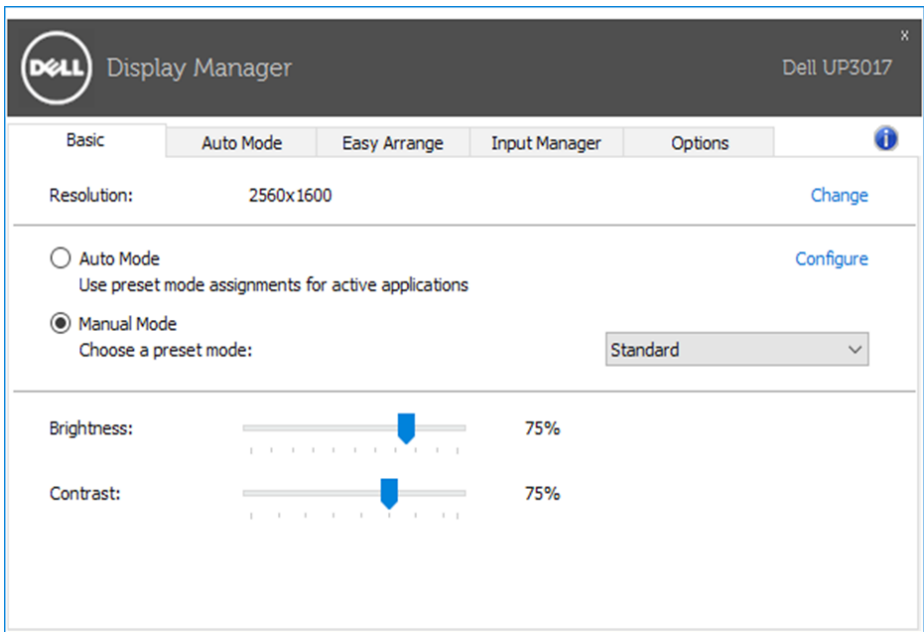 x
DELL Display Manager Dell UP3017
Basic Auto Mode Easy Arrange Input Manager Options i
Resolution: 2560x1600 Change
Auto Mode Configure
Use preset mode assignments for active applications
Manual Mode
Choose a preset mode: Standard
Brightness: 75%
Contrast: 75%